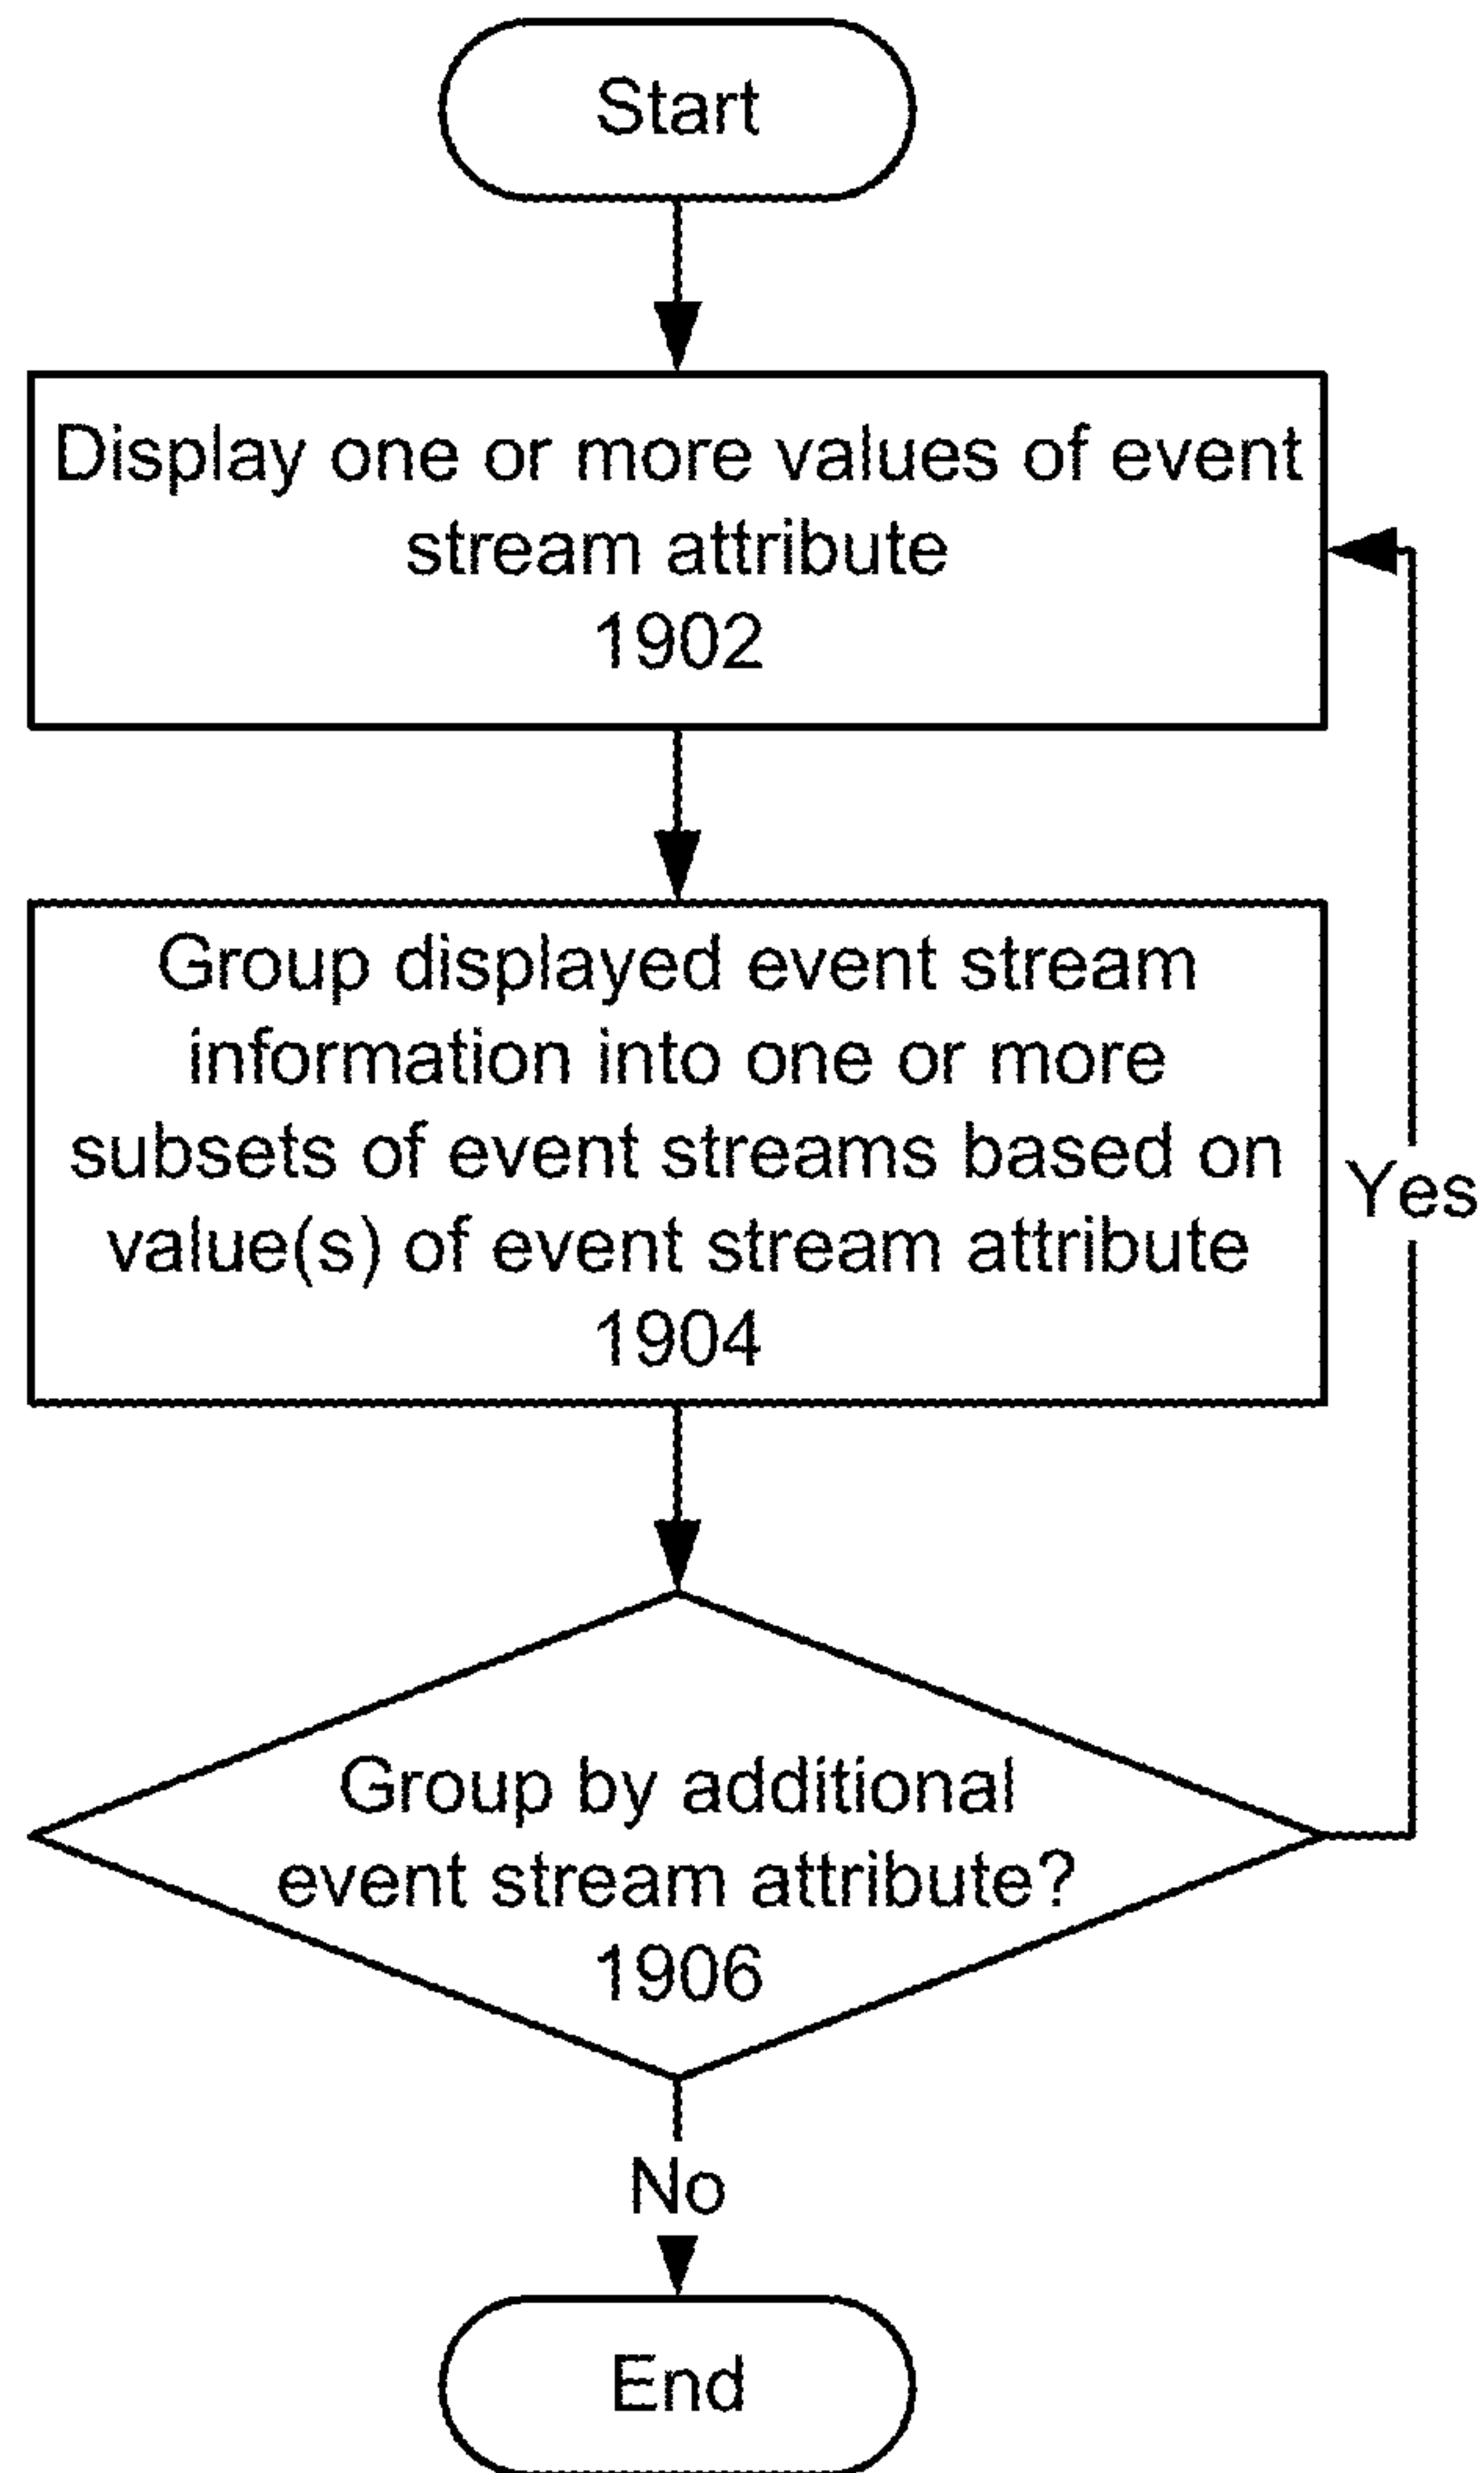 Start
Display one or more values of event
stream attribute
1902
Group displayed event stream
information into one or more
subsets of event streams based on
value(s) of event stream attribute
1904
Yes
Group by additional
event stream attribute?
1906
No
End